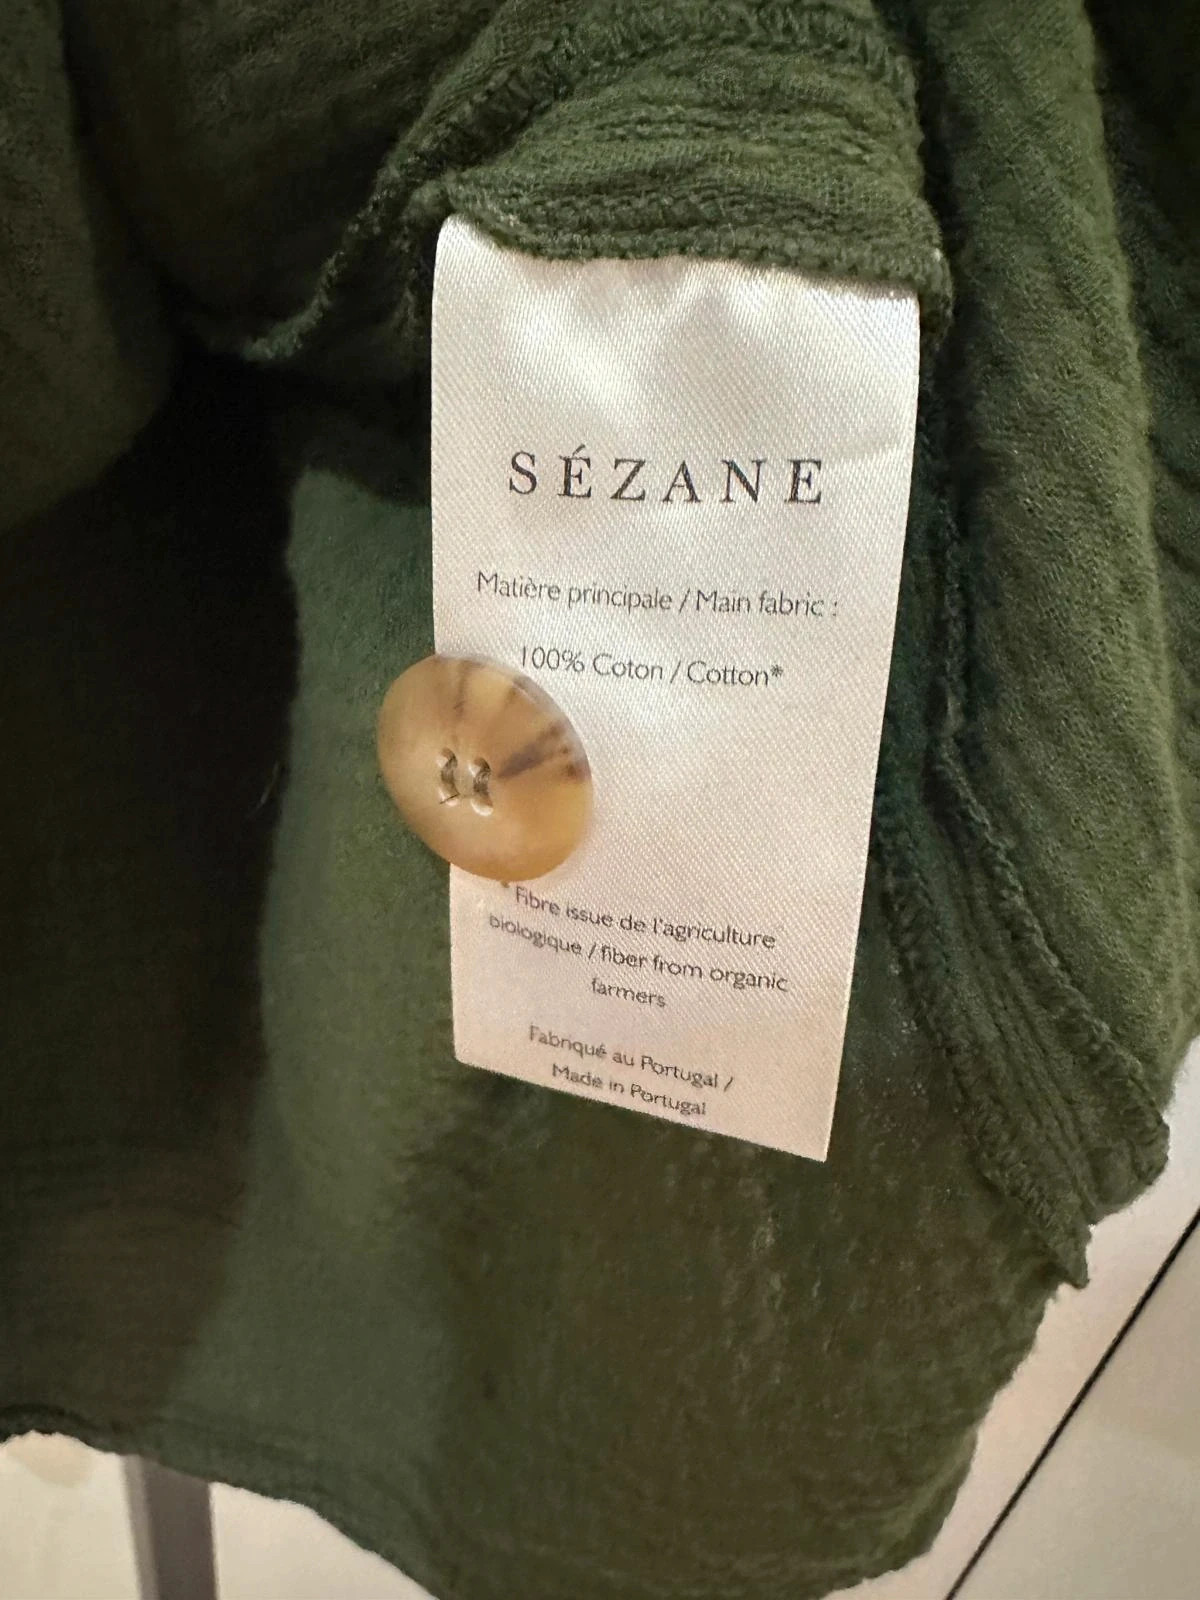 SÉZANE
Matière principale / Main fabric :
100% Coton / Cotton*
* Fibre issue de l'agriculture
biologique / fiber from organic
farmers
Fabriqué au Portugal /
Made in Portugal